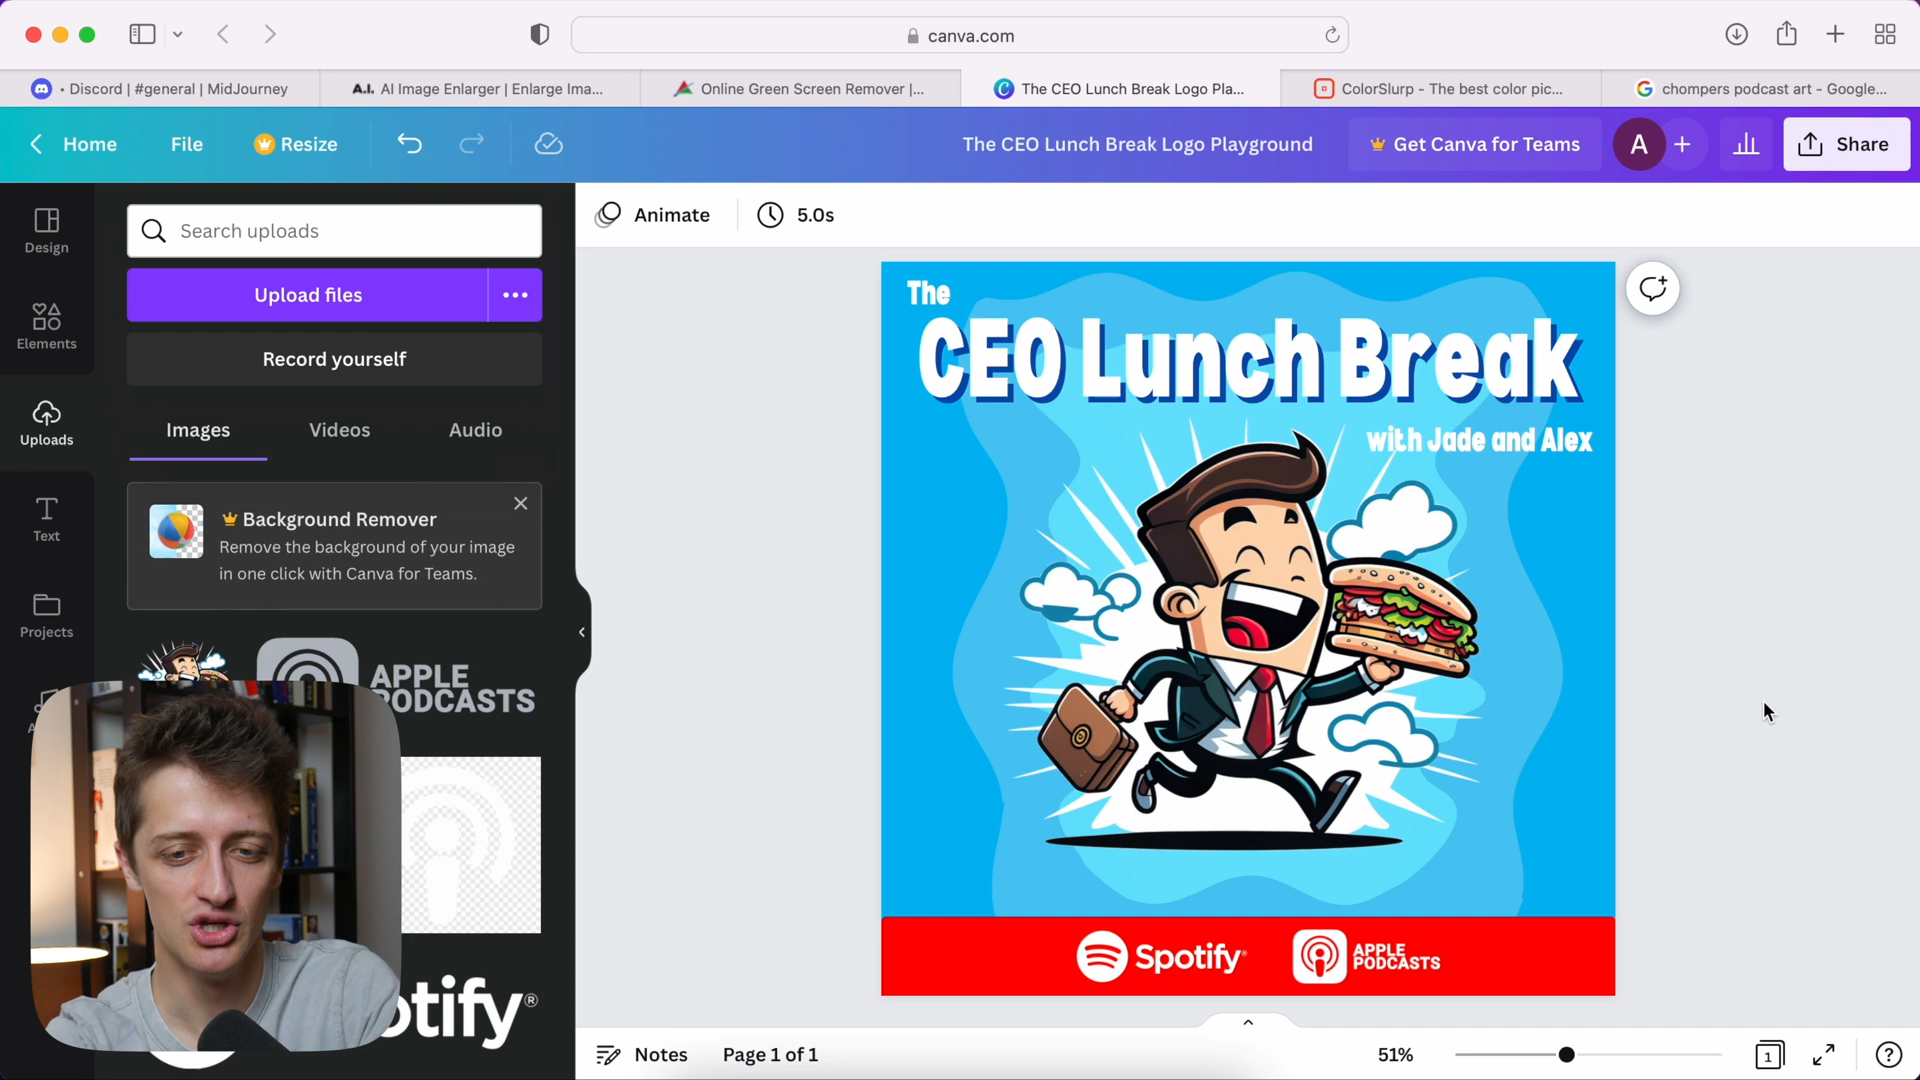 canva.com
• Discord | #general | MidJourney
A.I. AI Image Enlarger | Enlarge Ima...
Online Green Screen Remover |...
The CEO Lunch Break Logo Pla...
ColorSlurp - The best color pic...
chompers podcast art - Google...
Home
File
Resize
The CEO Lunch Break Logo Playground
Get Canva for Teams
A
Share
Design
Elements
Uploads
Text
Projects
Search uploads
Upload files
Record yourself
Images
Videos
Audio
Background Remover
Remove the background of your image
in one click with Canva for Teams.
APPLE
PODCASTS
otify®
Animate
5.0s
The
CEO Lunch Break
with Jade and Alex
Spotify®
APPLE
PODCASTS
Notes
Page 1 of 1
51%
1